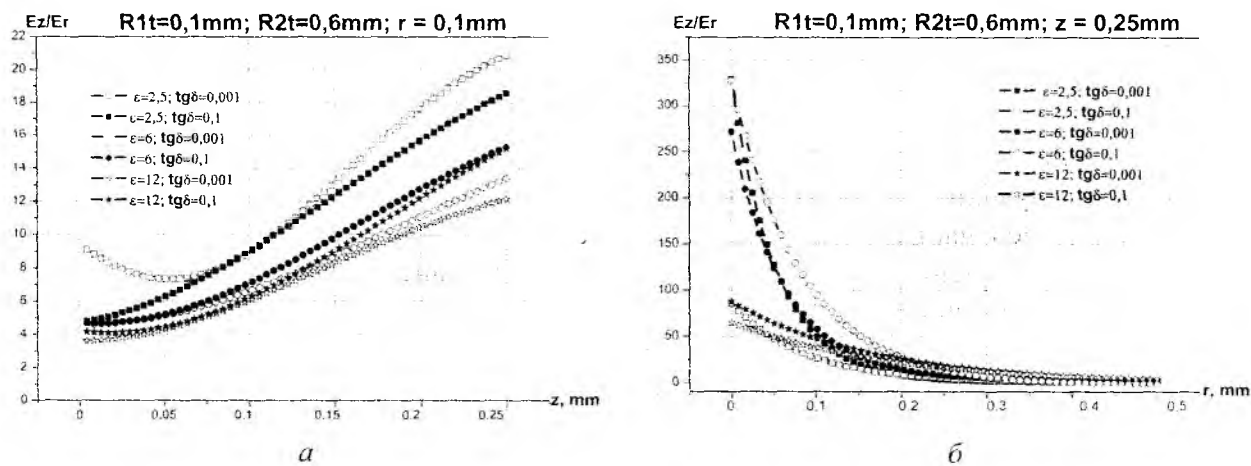 Ez/Er
R1t=0,1mm; R2t=0,6mm; r = 0,1mm
22
20
18
16
14
12
10
8
6
4
2
0
ε=2,5; tgδ=0,001
ε=2,5; tgδ=0,1
ε=6; tgδ=0,001
ε=6; tgδ=0,1
ε=12; tgδ=0,001
ε=12; tgδ=0,1
0
0.05
0.1
0.15
0.2
0.25
z, mm
а
Ez/Er
R1t=0,1mm; R2t=0,6mm; z = 0,25mm
350
300
250
200
150
100
50
0
ε=2,5; tgδ=0,001
ε=2,5; tgδ=0,1
ε=6; tgδ=0,001
ε=6; tgδ=0,1
ε=12; tgδ=0,001
ε=12; tgδ=0,1
0
0.1
0.2
0.3
0.4
0.5
r, mm
б